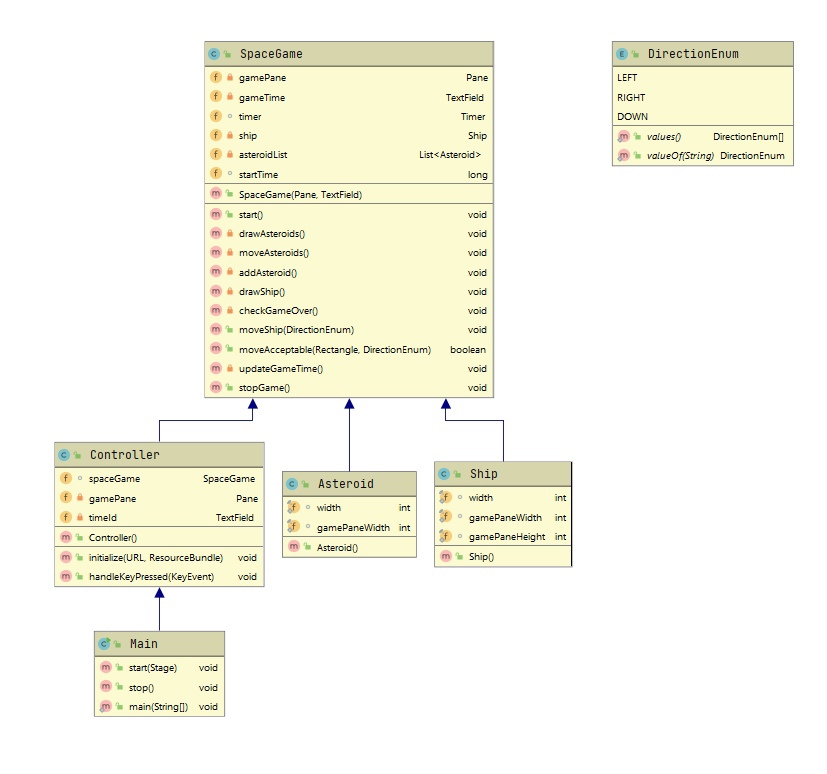 SpaceGame
gamePane Pane
gameTime TextField
timer Timer
ship Ship
asteroidList List<Asteroid>
startTime long
SpaceGame(Pane, TextField)
start() void
drawAsteroids() void
moveAsteroids() void
addAsteroid() void
drawShip() void
checkGameOver() void
moveShip(DirectionEnum) void
moveAcceptable(Rectangle, DirectionEnum) boolean
updateGameTime() void
stopGame() void
DirectionEnum
LEFT
RIGHT
DOWN
values() DirectionEnum[]
valueOf(String) DirectionEnum
Controller
spaceGame SpaceGame
gamePane Pane
timeId TextField
Controller()
initialize(URL, ResourceBundle) void
handleKeyPressed(KeyEvent) void
Asteroid
width int
gamePaneWidth int
Asteroid()
Ship
width int
gamePaneWidth int
gamePaneHeight int
Ship()
Main
start(Stage) void
stop() void
main(String[]) void